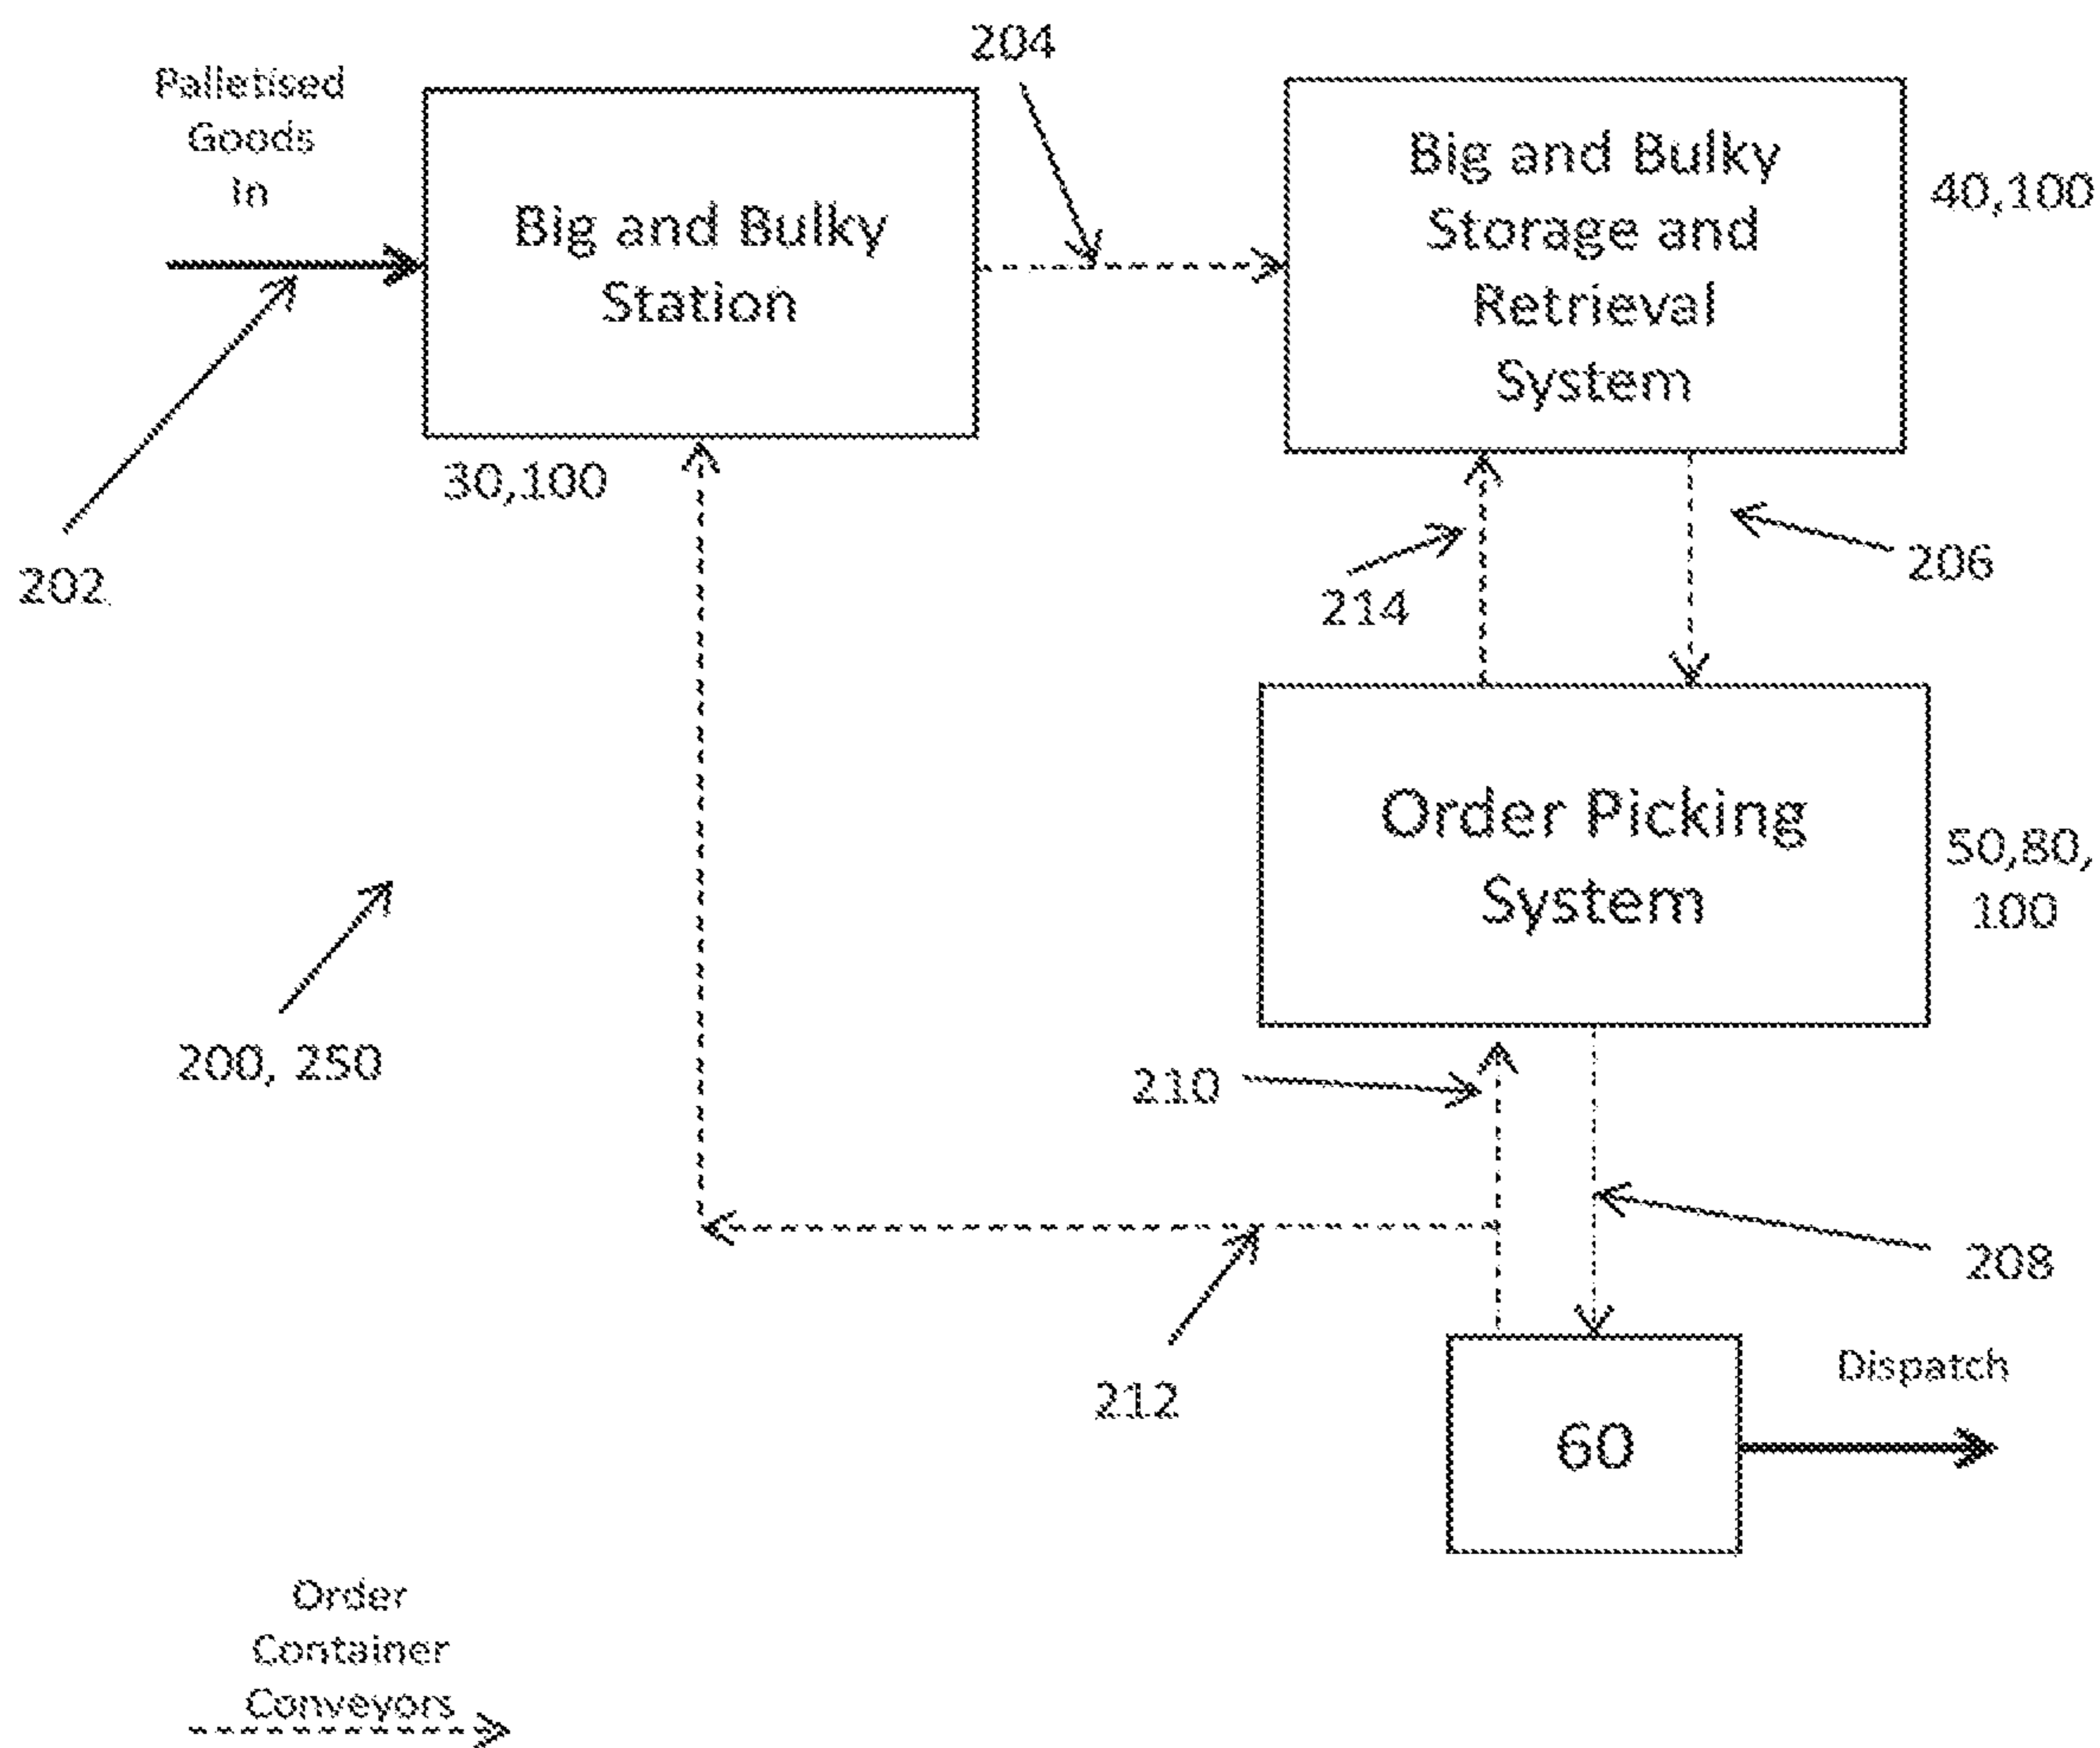 204
Palletised
Goods
In
Big and Bulky
Station
Big and Bulky
Storage and
Retrieval
System
40,100
30,100
202
214
206
Order Picking
System
50,80,
100
200, 250
210
208
212
Dispatch
60
Order
Container
Conveyors